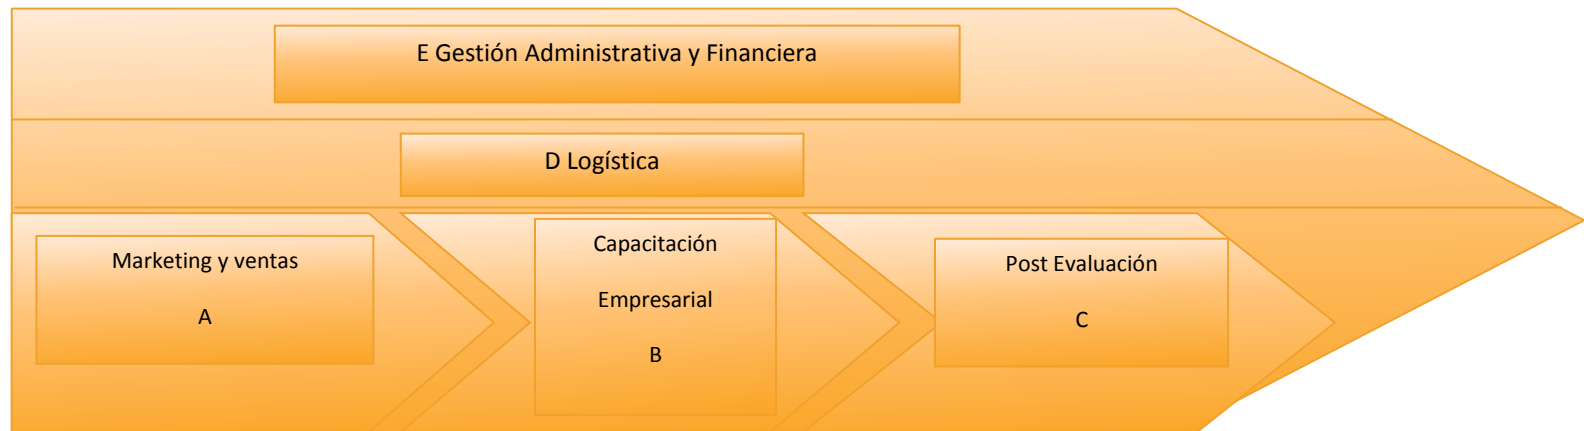 E Gestión Administrativa y Financiera
D Logística
Marketing y ventas
A
Capacitación
Empresarial
B
Post Evaluación
C